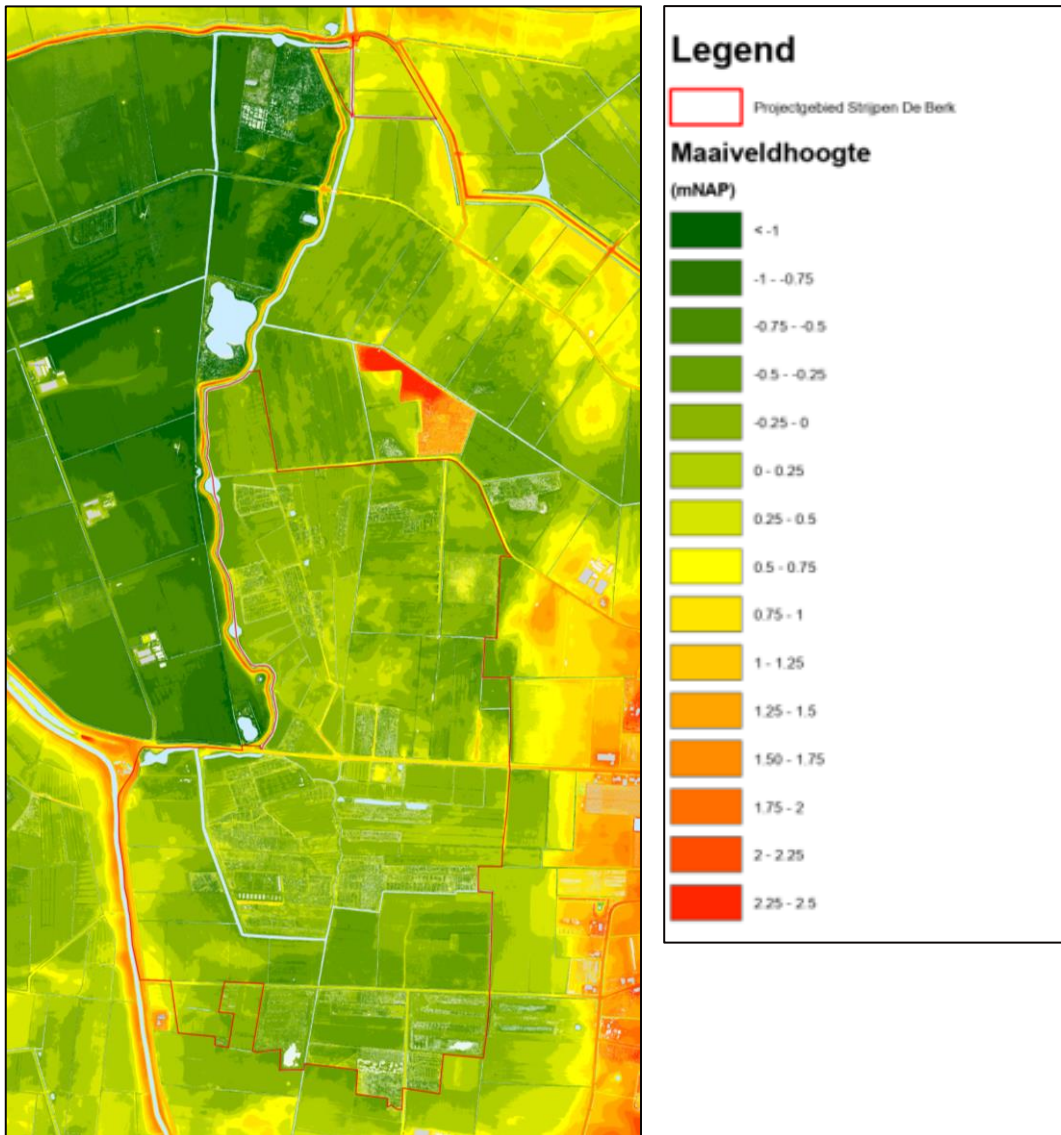 Legend
Projectgebied Strijpen De Berk
Maaiveldhoogte
(mNAP)
< -1
-1 - -0.75
-0.75 - -0.5
-0.5 - -0.25
-0.25 - 0
0 - 0.25
0.25 - 0.5
0.5 - 0.75
0.75 - 1
1 - 1.25
1.25 - 1.5
1.50 - 1.75
1.75 - 2
2 - 2.25
2.25 - 2.5